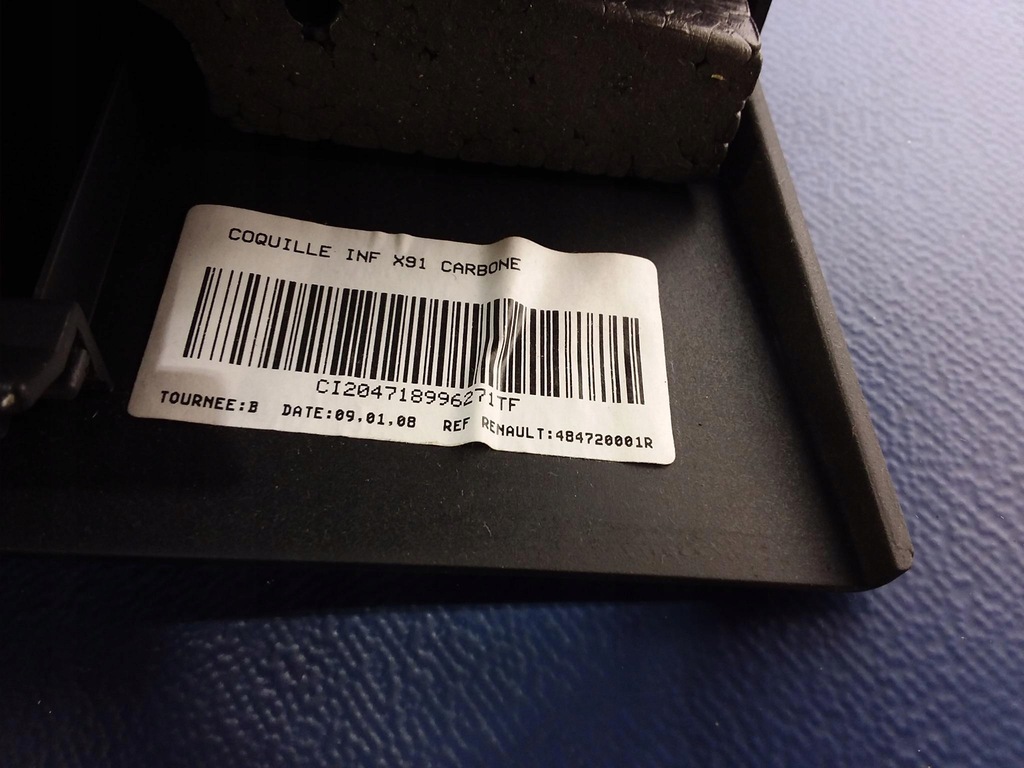 COQUILLE INF X91 CARBONE
CI204718996271TF
TOURNEE:B DATE:09.01.08 REF RENAULT:484720001R